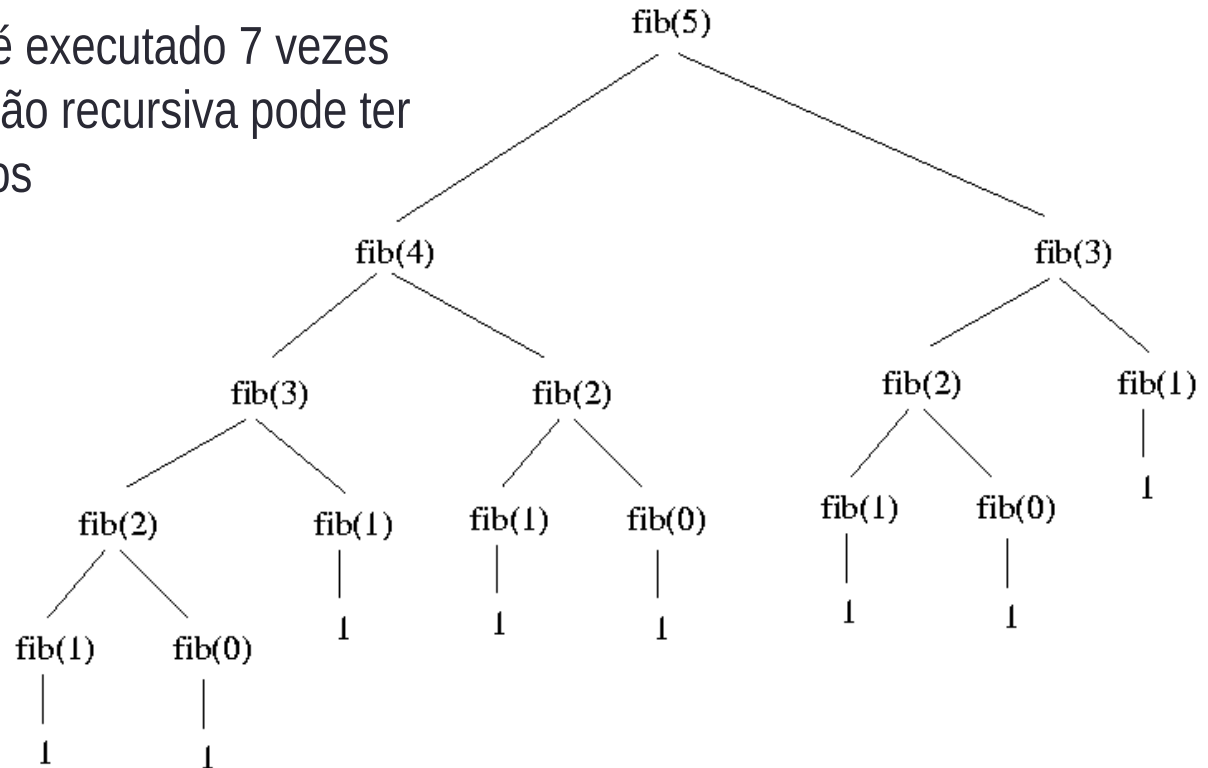 é executado 7 vezes
ão recursiva pode ter
os
fib(5)
fib(4) fib(3)
fib(3) fib(2) fib(2) fib(1)
fib(2) fib(1) fib(1) fib(0) fib(1) fib(0) 1
fib(1) fib(0) 1 1 1 1 1
1 1